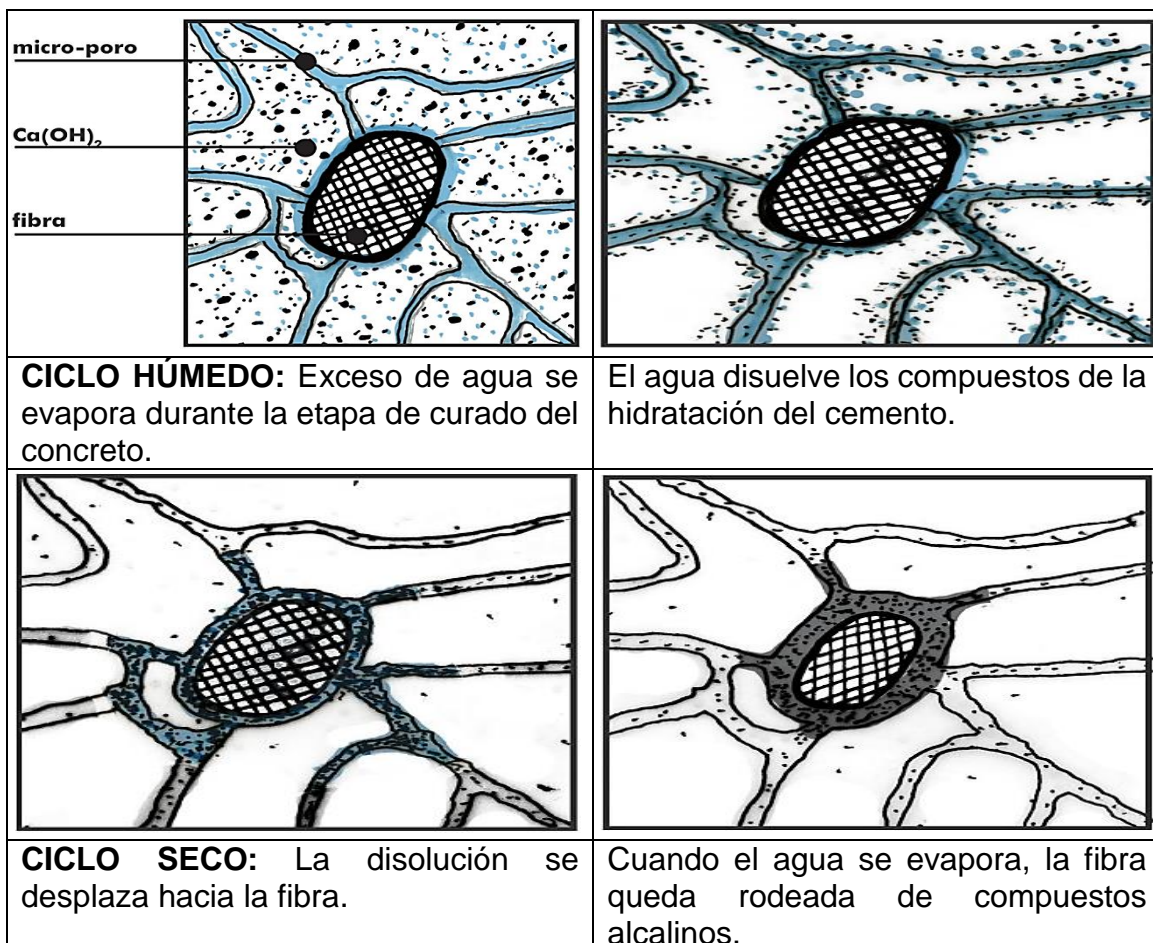 micro-poro
Ca(OH)₂
fibra
CICLO HÚMEDO: Exceso de agua se
evapora durante la etapa de curado del
concreto.
El agua disuelve los compuestos de la
hidratación del cemento.
CICLO SECO: La disolución se
desplaza hacia la fibra.
Cuando el agua se evapora, la fibra
queda rodeada de compuestos
alcalinos.